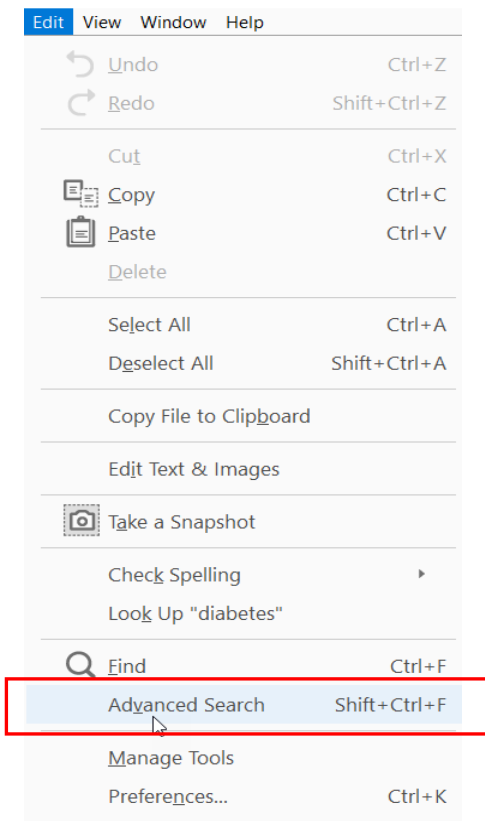 Edit View Window Help
Undo Ctrl+Z
Redo Shift+Ctrl+Z
Cut Ctrl+X
Copy Ctrl+C
Paste Ctrl+V
Delete
Select All Ctrl+A
Deselect All Shift+Ctrl+A
Copy File to Clipboard
Edit Text & Images
Take a Snapshot
Check Spelling
Look Up "diabetes"
Find Ctrl+F
Advanced Search Shift+Ctrl+F
Manage Tools
Preferences... Ctrl+K